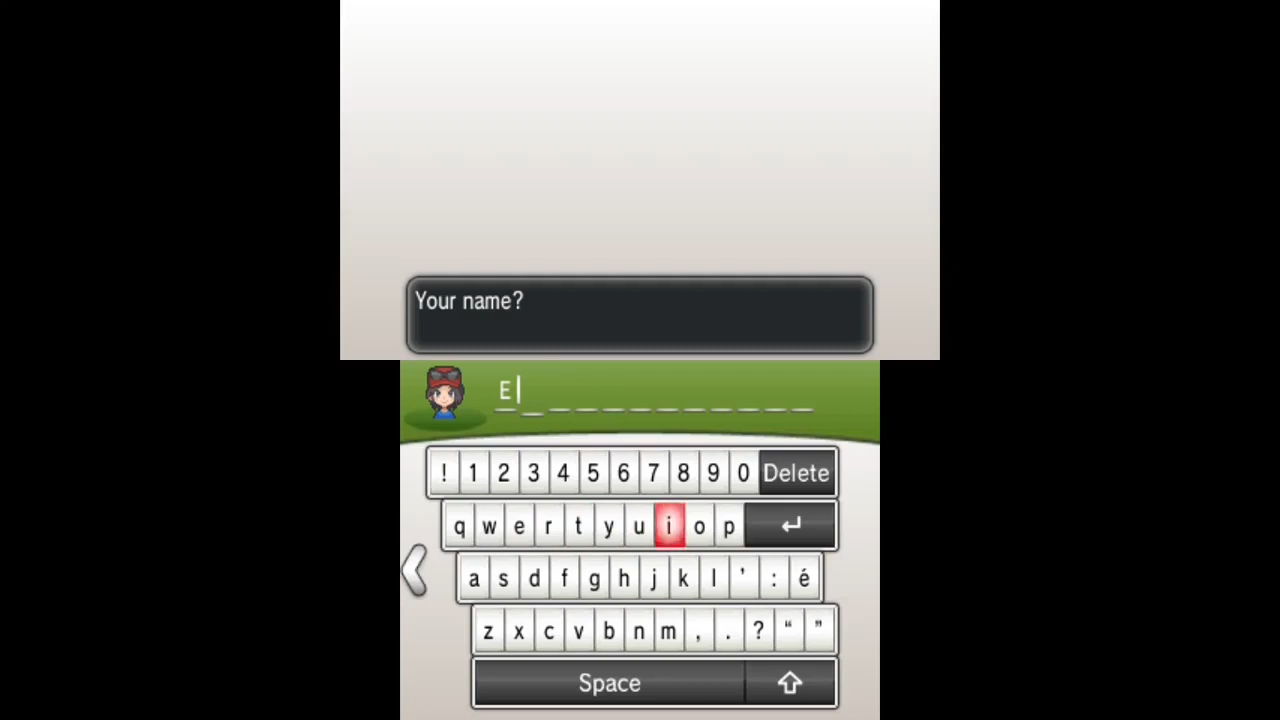 Your name?
E
! 1 2 3 4 5 6 7 8 9 0 Delete
q w e r t y u i o p
a s d f g h j k l ' : é
z x c v b n m , . ? “ ”
Space